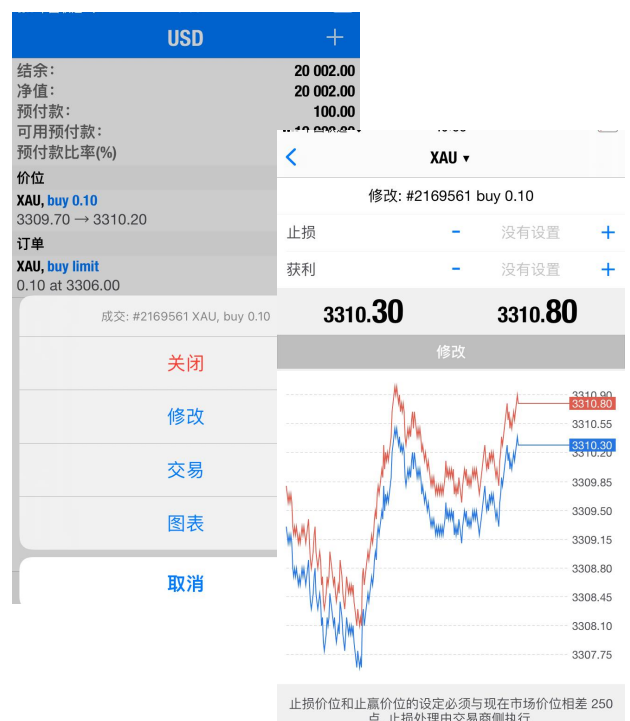 USD
+
结余: 20 002.00
净值: 20 002.00
预付款: 100.00
可用预付款:
预付款比率(%)
价位
XAU, buy 0.10
3309.70 → 3310.20
订单
XAU, buy limit
0.10 at 3306.00
成交: #2169561 XAU, buy 0.10
关闭
修改
交易
图表
取消
XAU ▼
修改: #2169561 buy 0.10
止损 - 没有设置 +
获利 - 没有设置 +
3310.30 3310.80
修改
3310.90
3310.80
3310.55
3310.30
3310.20
3309.85
3309.50
3309.15
3308.80
3308.45
3308.10
3307.75
止损价位和止赢价位的设定必须与现在市场价位相差 250
点. 止损处理由交易商侧执行